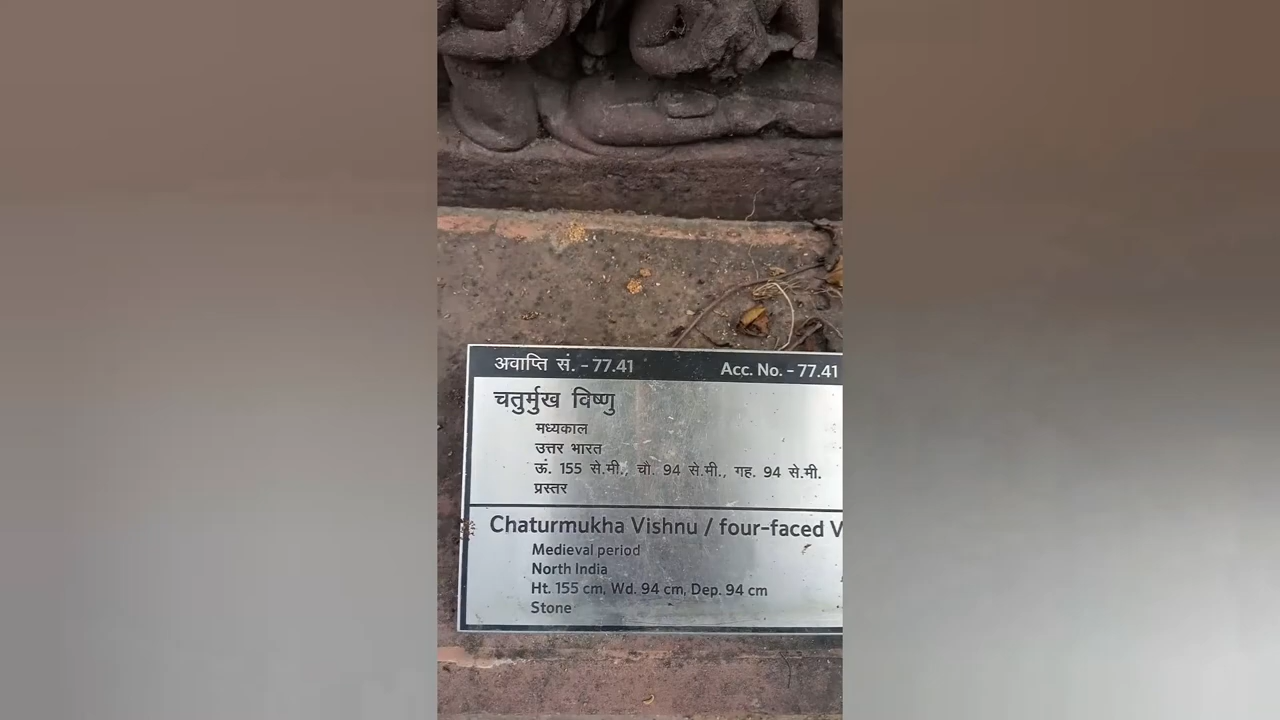 अवाप्ति सं. - 77.41 Acc. No. - 77.41
चतुर्मुख विष्णु
मध्यकाल
उत्तर भारत
ऊं. 155 से.मी., चौ. 94 से.मी., गह. 94 से.मी.
प्रस्तर
Chaturmukha Vishnu / four-faced V
Medieval period
North India
Ht. 155 cm, Wd. 94 cm, Dep. 94 cm
Stone